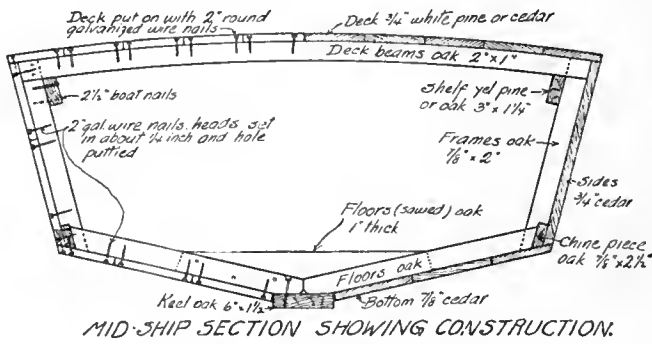 Deck put on with 2" round
galvanized wire nails
Deck 3/4" white pine or cedar
Deck beams oak 2"x1"
2 1/2" boat nails
Shelf yel pine
or oak 3"x1 1/4"
2" gal. wire nails. heads set
in about 1/4 inch and hole
puttied
Frames oak
7/8" x 2"
Sides
3/4" cedar
Floors (sawed) oak
1" thick
Chine piece
oak 7/8" x 2 1/2"
Floors oak
Keel oak 6" x 1 1/2
Bottom 7/8" cedar
MID-SHIP SECTION SHOWING CONSTRUCTION.